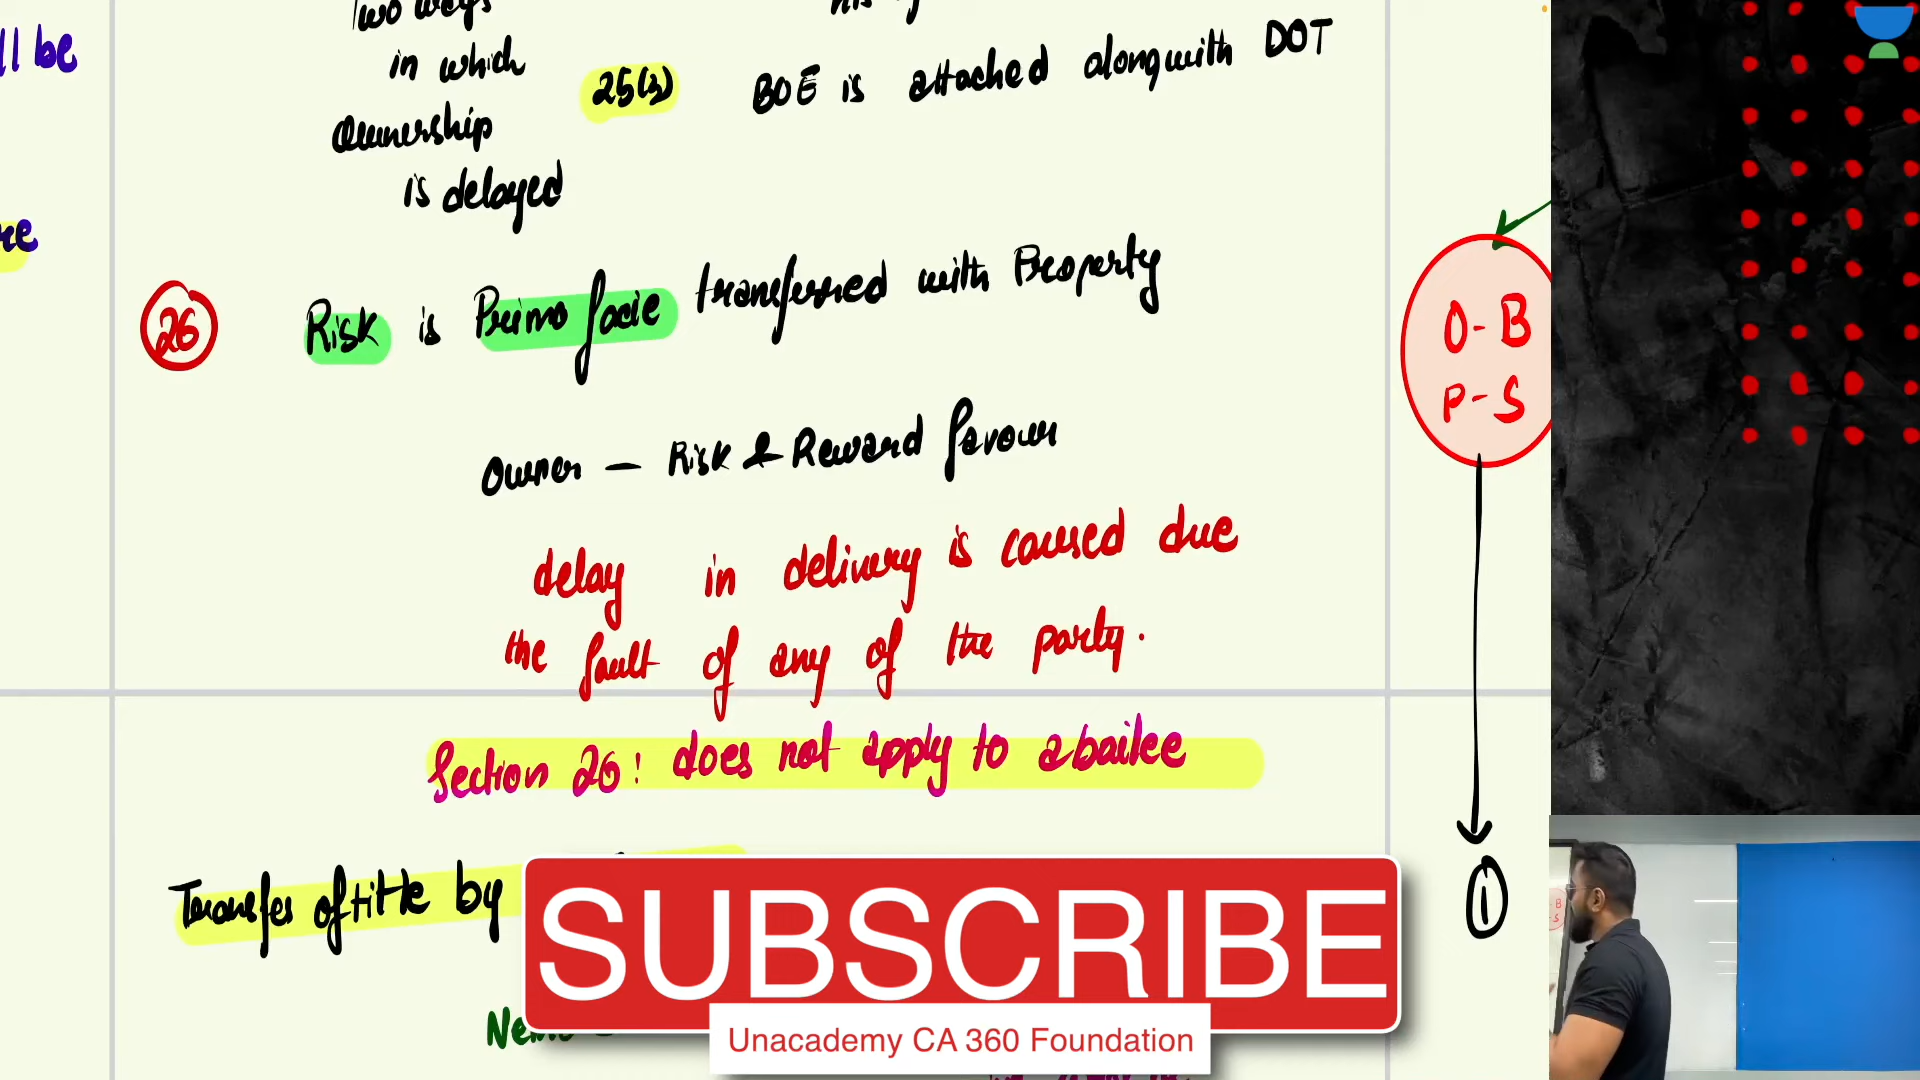 ll be
Two ways
in which
Ownership
is delayed
25(3) BOE is attached alongwith DOT
re
26 Risk is Prima facie transferred with Property
Owner — Risk & Reward favour
delay in delivery is caused due
the fault of any of the party.
Section 26: does not apply to a bailee
O - B
P - S
1
Transfer of title by
SUBSCRIBE
Unacademy CA 360 Foundation